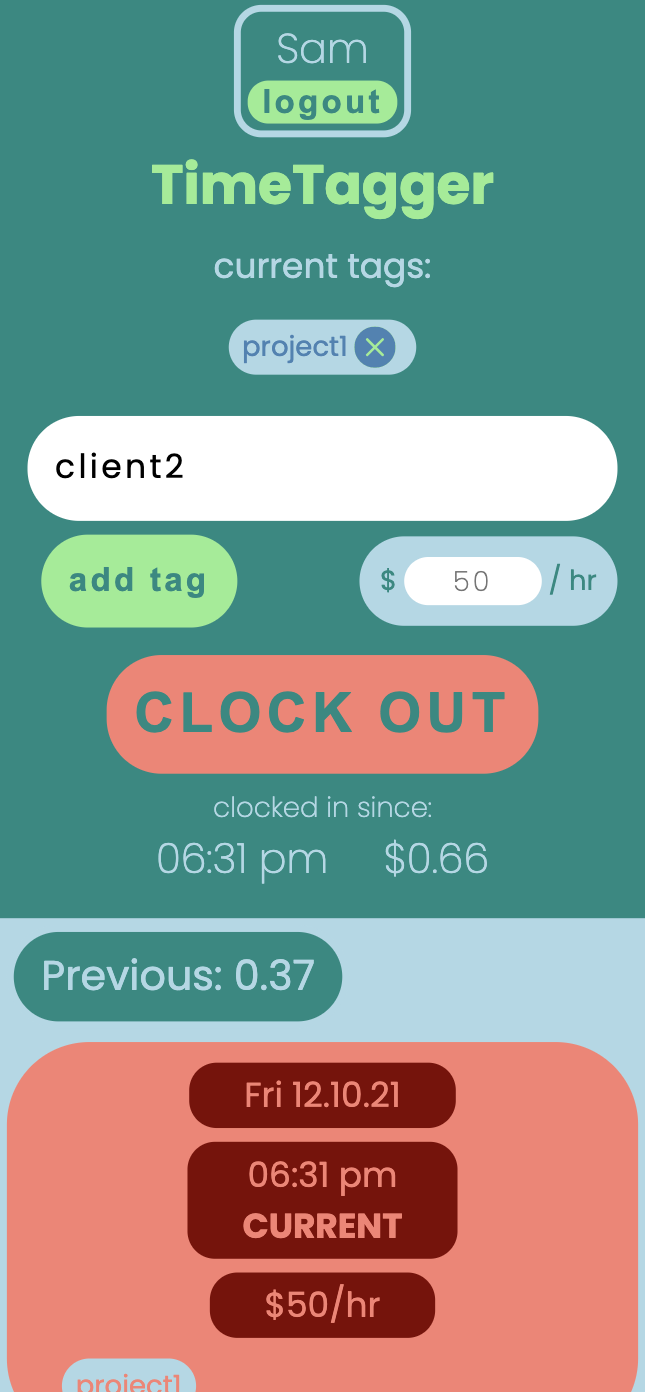 Sam
logout
TimeTagger
current tags:
project1
client2
add tag
$ 50 / hr
CLOCK OUT
clocked in since:
06:31 pm $0.66
Previous: 0.37
Fri 12.10.21
06:31 pm
CURRENT
$50/hr
project1